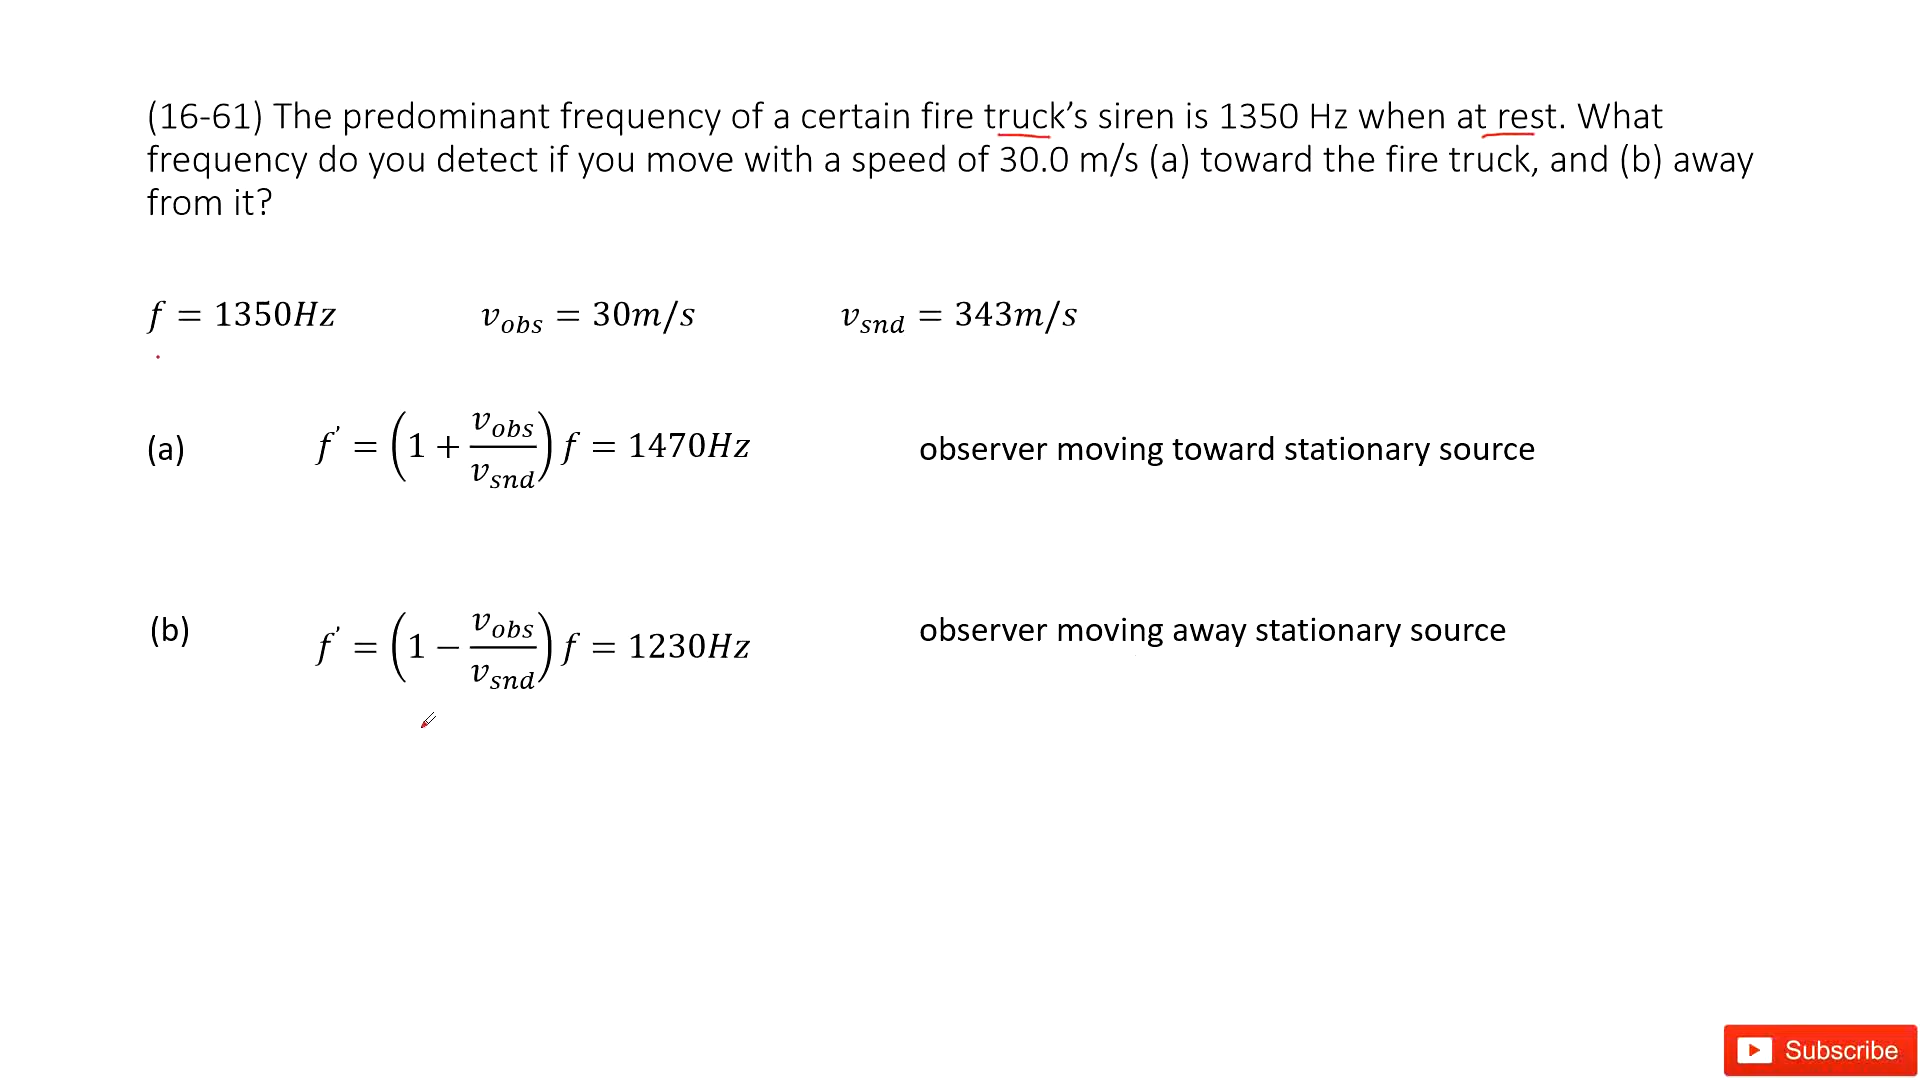 (16-61) The predominant frequency of a certain fire truck’s siren is 1350 Hz when at rest. What
frequency do you detect if you move with a speed of 30.0 m/s (a) toward the fire truck, and (b) away
from it?
f = 1350Hz v_obs = 30m/s v_snd = 343m/s
(a) f' = (1 + v_obs/v_snd) f = 1470Hz observer moving toward stationary source
(b) f' = (1 − v_obs/v_snd) f = 1230Hz observer moving away stationary source
Subscribe